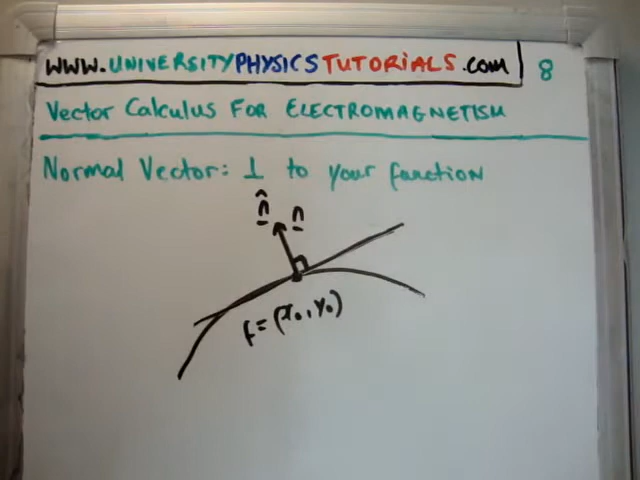 WWW.UNIVERSITYPHYSICSTUTORIALS.COM 8
Vector Calculus FOR ELECTROMAGNETISM
Normal Vector: ⊥ to your function
n̂ n
f=(x₀,y₀)